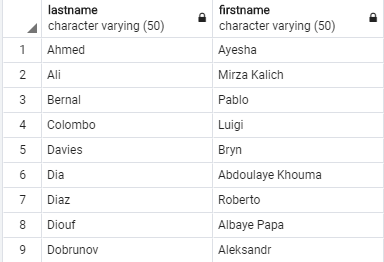 lastname firstname
character varying (50) character varying (50)
1 Ahmed Ayesha
2 Ali Mirza Kalich
3 Bernal Pablo
4 Colombo Luigi
5 Davies Bryn
6 Dia Abdoulaye Khouma
7 Diaz Roberto
8 Diouf Albaye Papa
9 Dobrunov Aleksandr